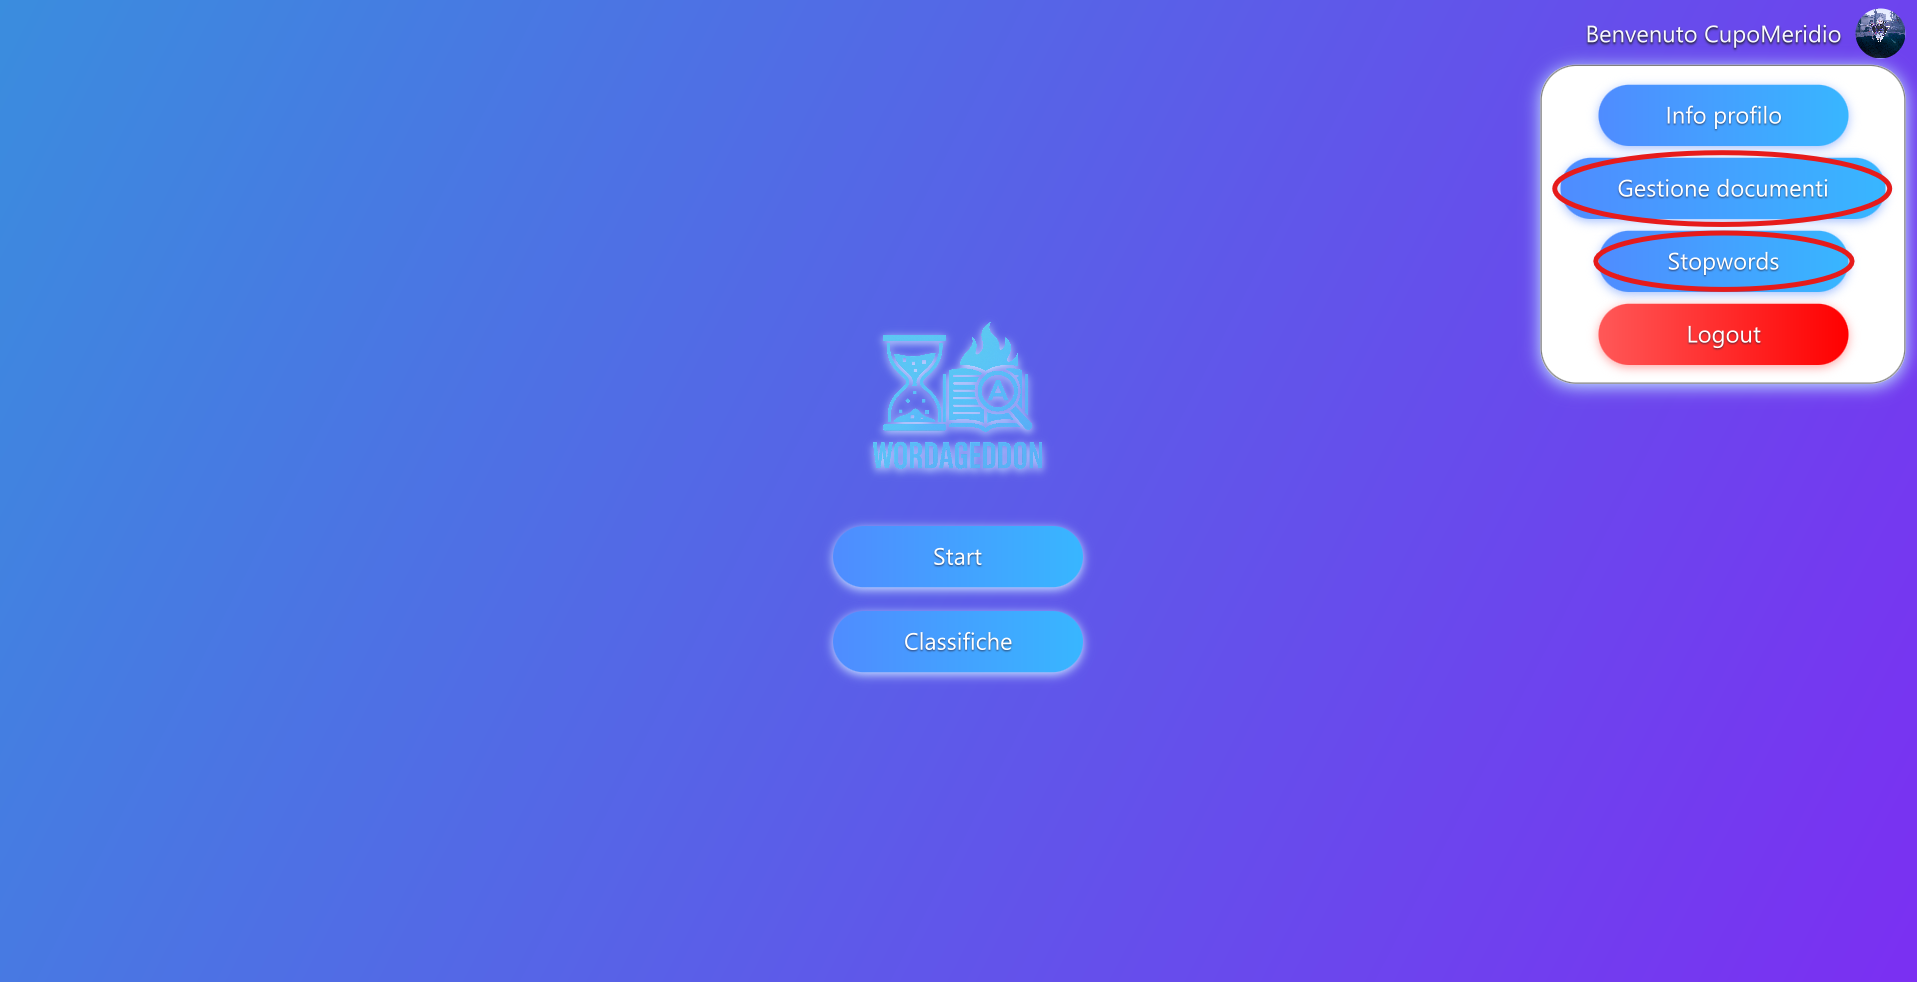 Benvenuto CupoMeridio
Info profilo
Gestione documenti
Stopwords
Logout
A
WORDAGEDDON
Start
Classifiche